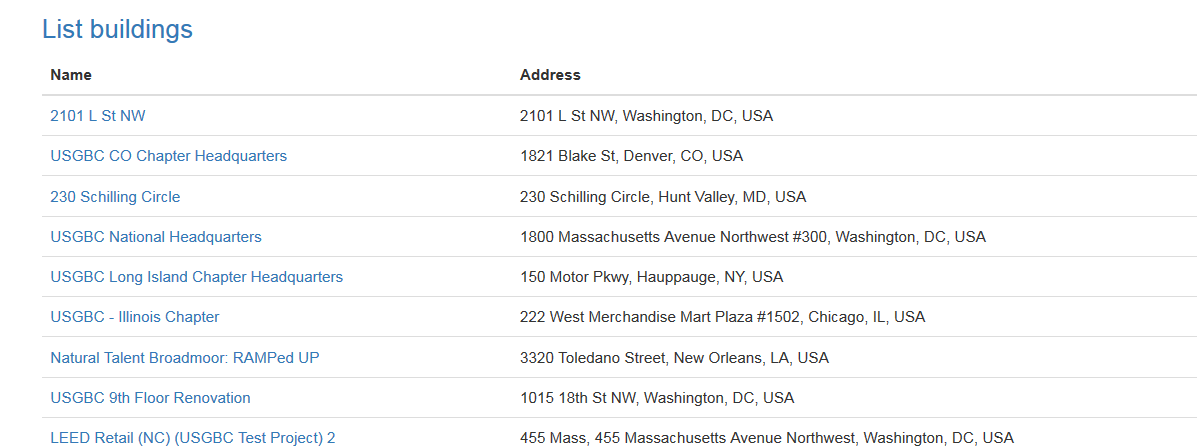 List buildings
Name Address
2101 L St NW 2101 L St NW, Washington, DC, USA
USGBC CO Chapter Headquarters 1821 Blake St, Denver, CO, USA
230 Schilling Circle 230 Schilling Circle, Hunt Valley, MD, USA
USGBC National Headquarters 1800 Massachusetts Avenue Northwest #300, Washington, DC, USA
USGBC Long Island Chapter Headquarters 150 Motor Pkwy, Hauppauge, NY, USA
USGBC - Illinois Chapter 222 West Merchandise Mart Plaza #1502, Chicago, IL, USA
Natural Talent Broadmoor: RAMPed UP 3320 Toledano Street, New Orleans, LA, USA
USGBC 9th Floor Renovation 1015 18th St NW, Washington, DC, USA
LEED Retail (NC) (USGBC Test Project) 2 455 Mass, 455 Massachusetts Avenue Northwest, Washington, DC, USA